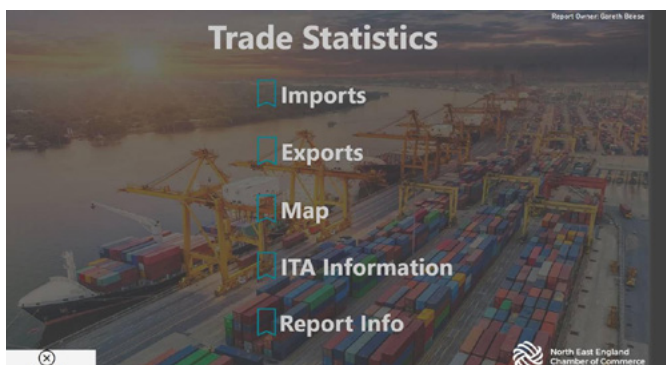 Report Owner: Gareth Beese
Trade Statistics
Imports
Exports
Map
ITA Information
Report Info
North East England
Chamber of Commerce